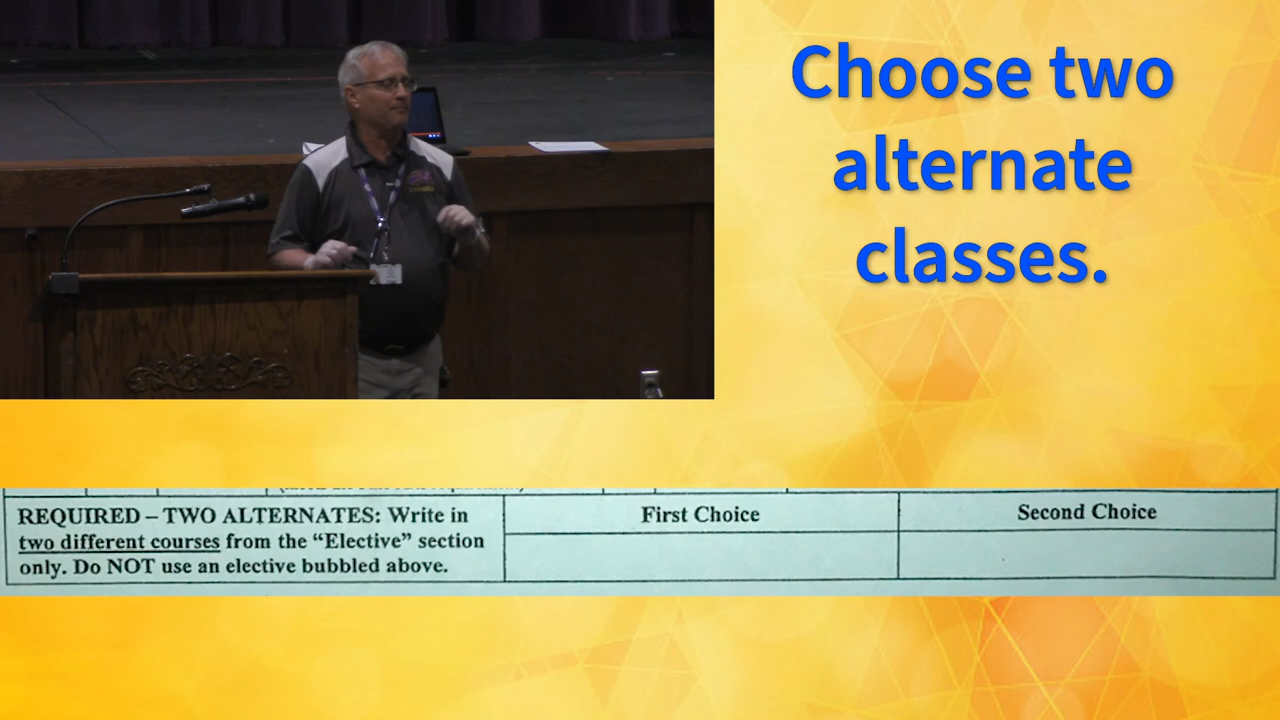 Choose two
alternate
classes.
REQUIRED – TWO ALTERNATES: Write in
two different courses from the “Elective” section
only. Do NOT use an elective bubbled above.
First Choice
Second Choice